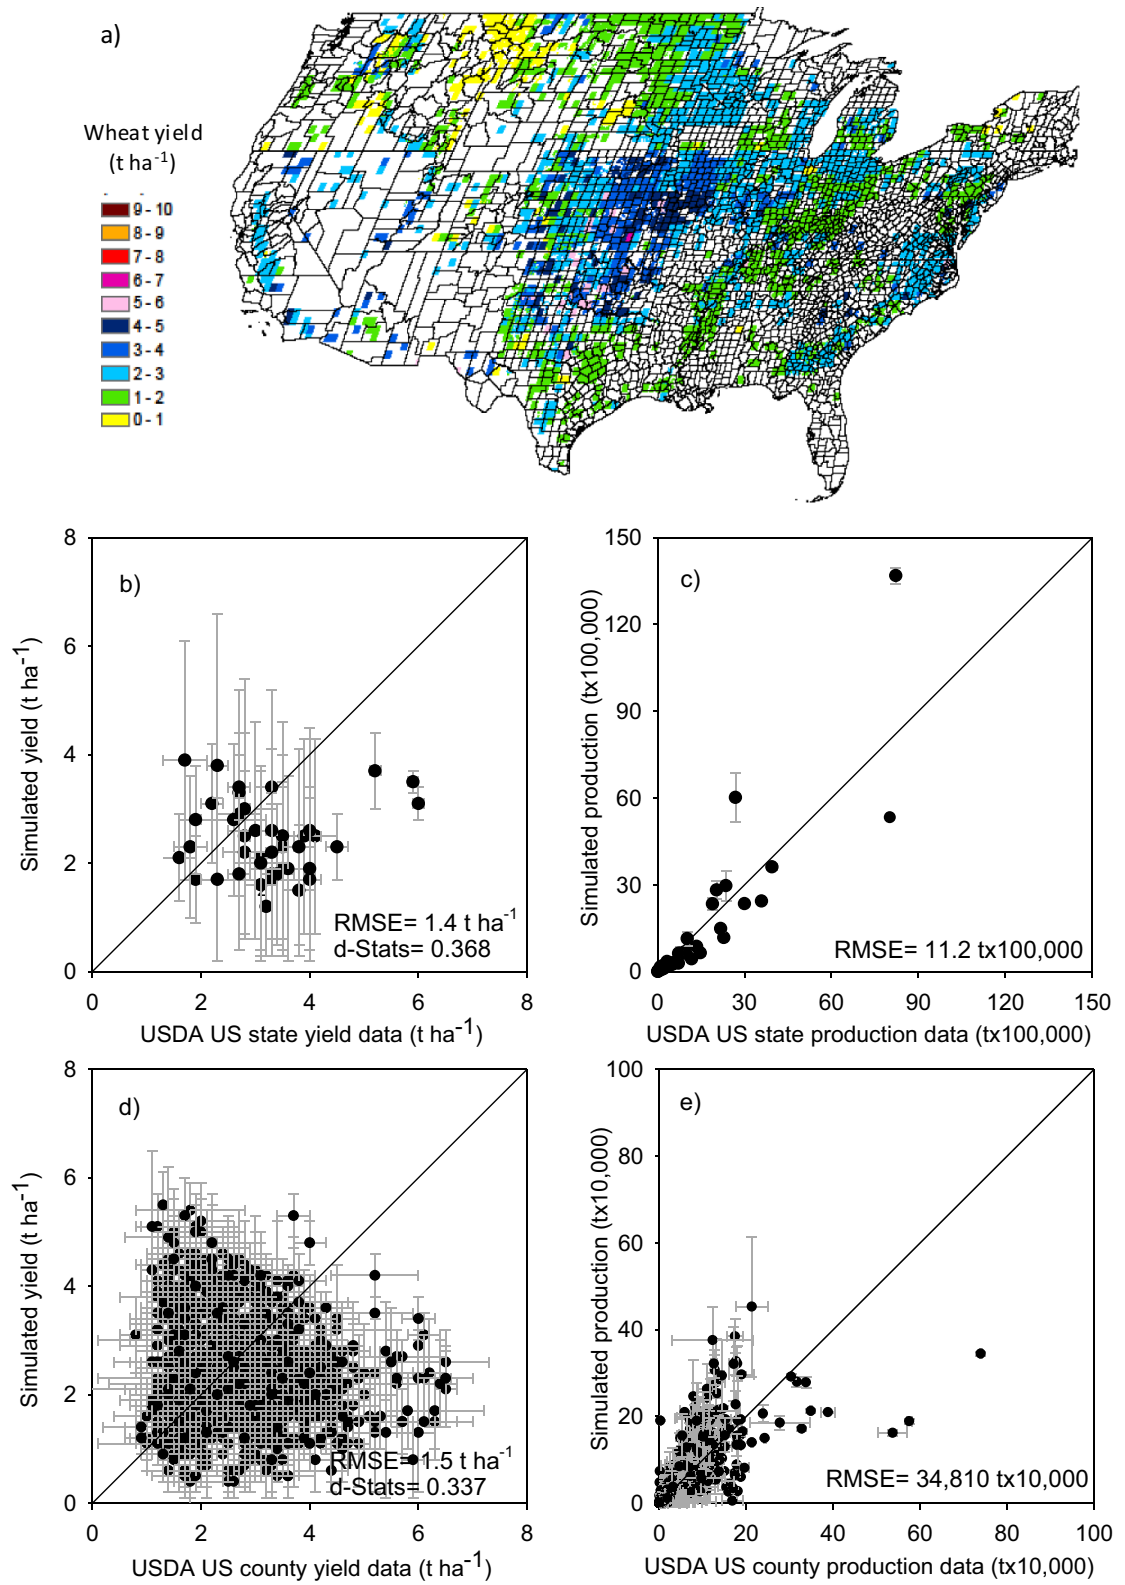 a)
Wheat yield
(t ha-1)
9 - 10
8 - 9
7 - 8
6 - 7
5 - 6
4 - 5
3 - 4
2 - 3
1 - 2
0 - 1
b)
8
6
4
2
0
Simulated yield (t ha-1)
RMSE= 1.4 t ha-1
d-Stats= 0.368
0 2 4 6 8
USDA US state yield data (t ha-1)
c)
150
120
90
60
30
0
Simulated production (tx100,000)
RMSE= 11.2 tx100,000
0 30 60 90 120 150
USDA US state production data (tx100,000)
d)
8
6
4
2
0
Simulated yield (t ha-1)
RMSE= 1.5 t ha-1
d-Stats= 0.337
0 2 4 6 8
USDA US county yield data (t ha-1)
e)
100
80
60
40
20
0
Simulated production (tx10,000)
RMSE= 34,810 tx10,000
0 20 40 60 80 100
USDA US county production data (tx10,000)